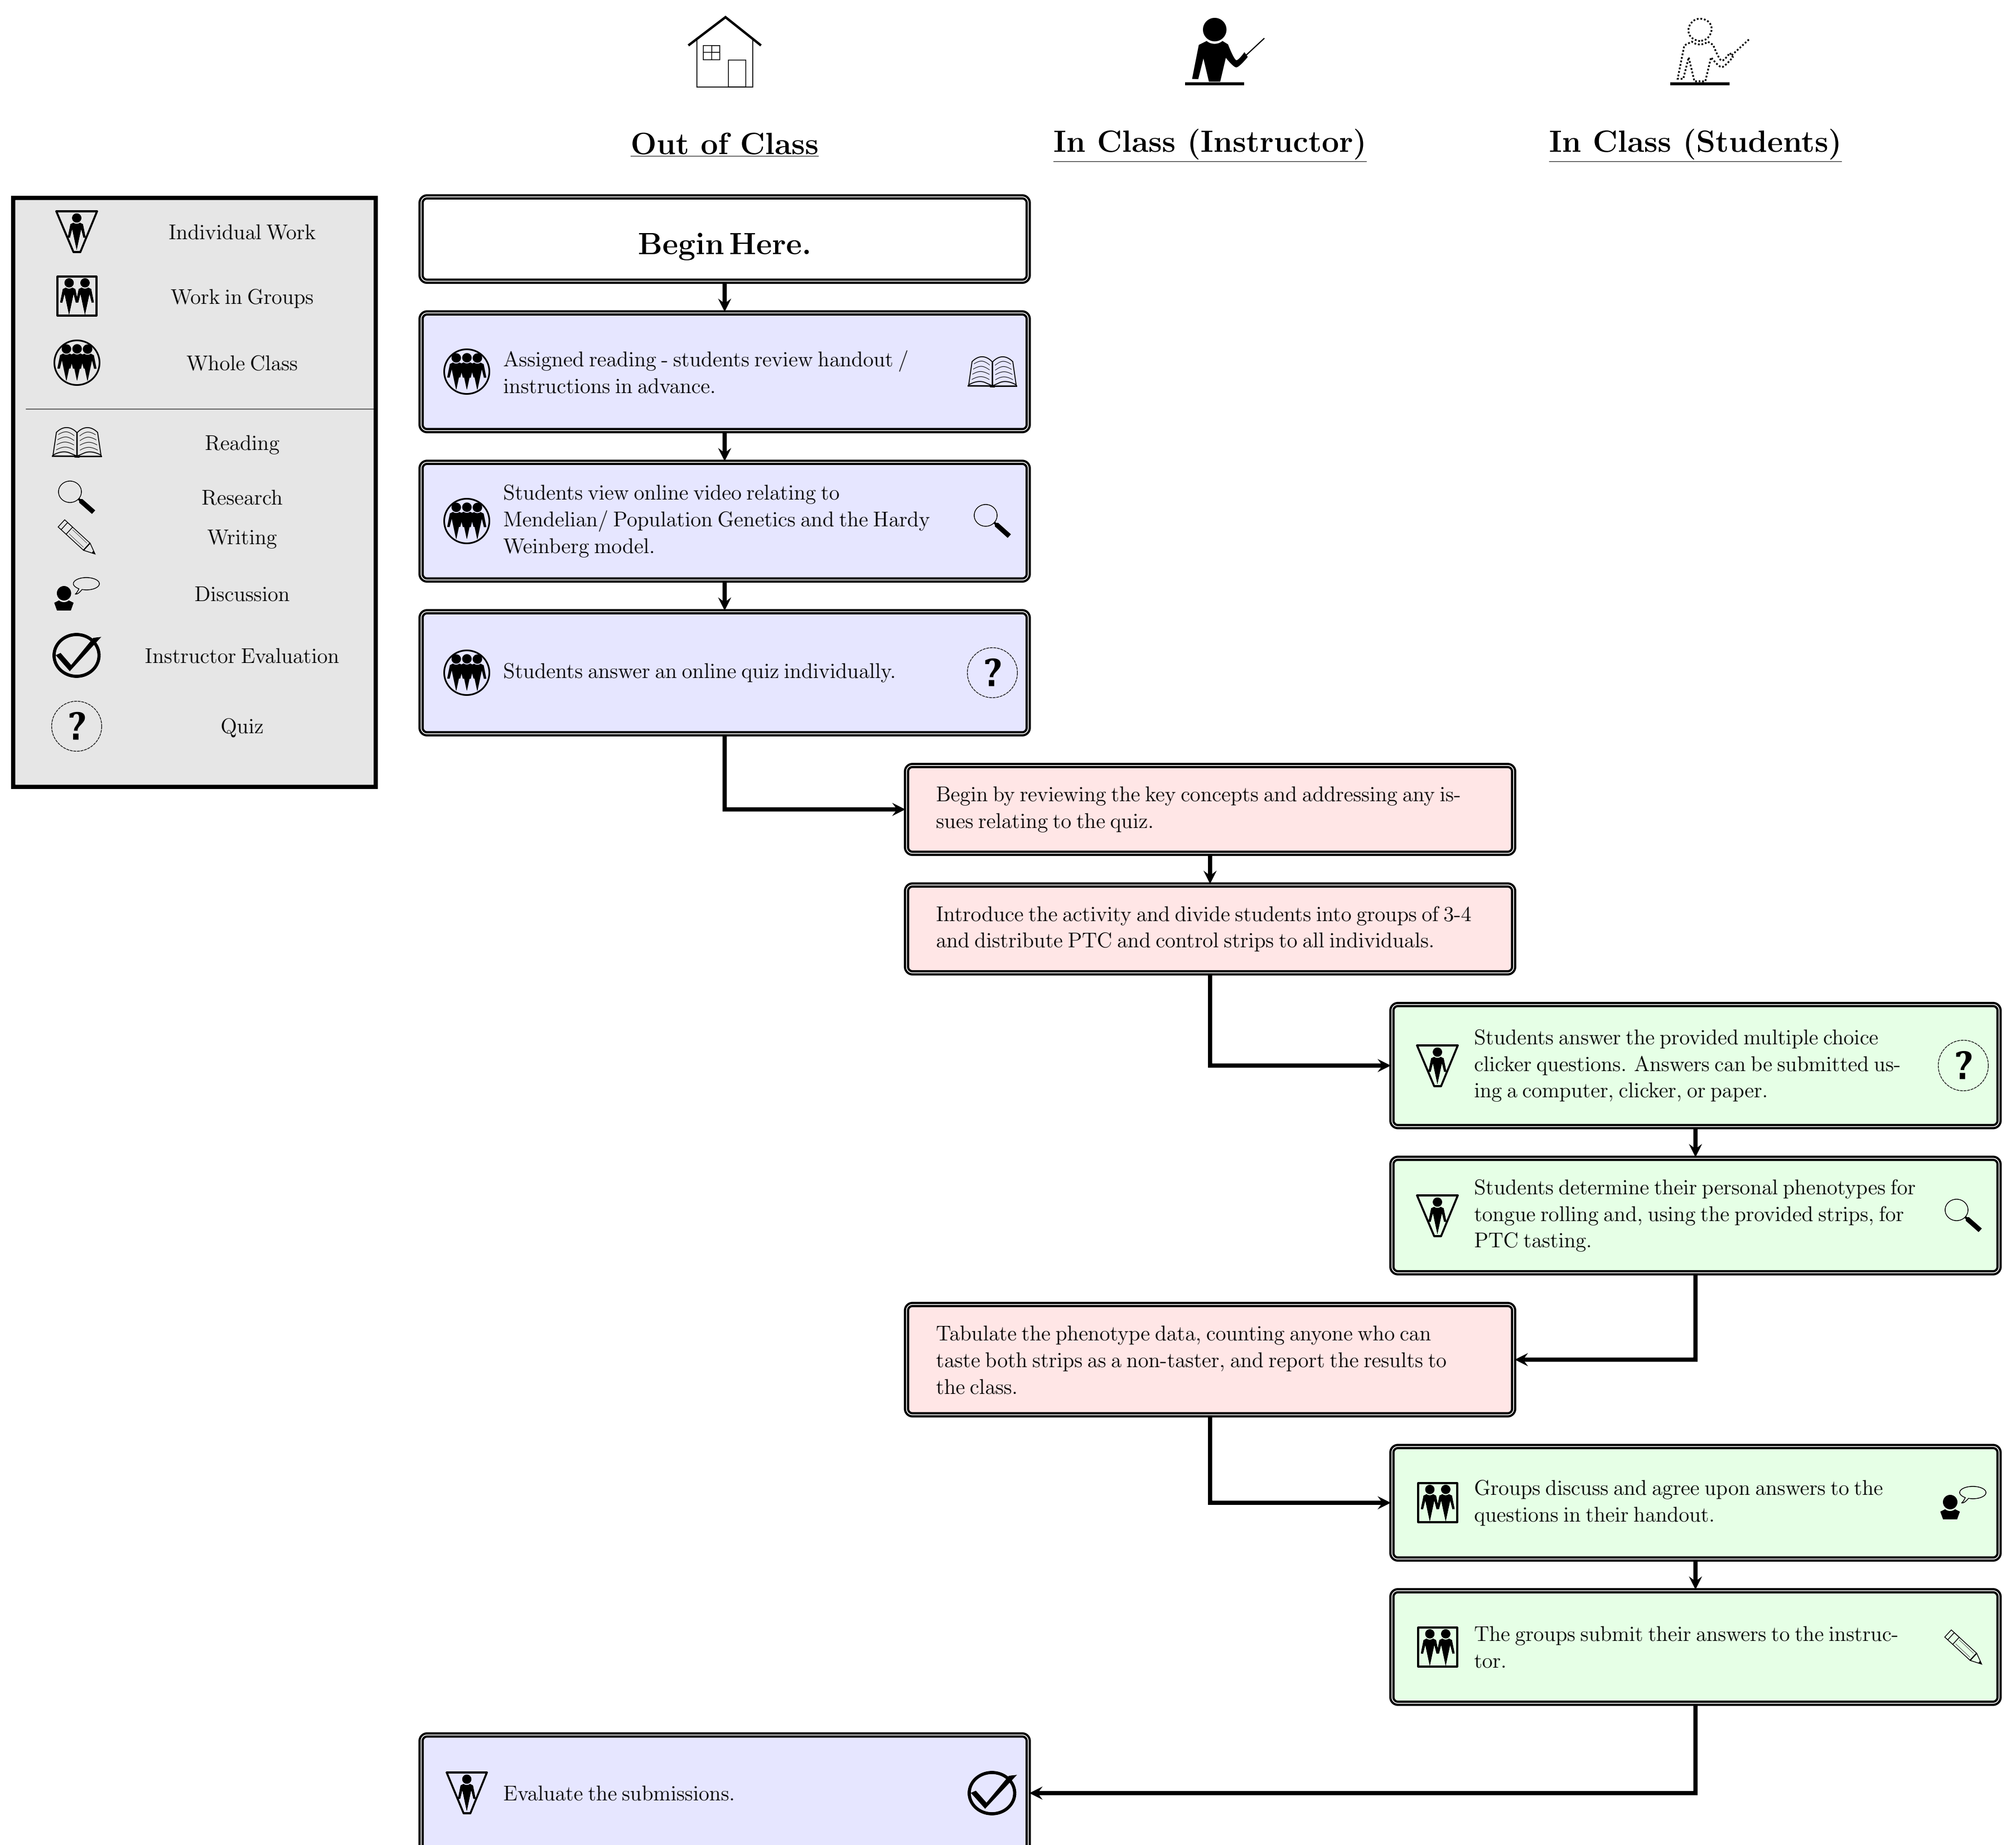 Out of Class
In Class (Instructor)
In Class (Students)
Individual Work
Work in Groups
Whole Class
Reading
Research
Writing
Discussion
Instructor Evaluation
?
Quiz
Begin Here.
Assigned reading - students review handout /
instructions in advance.
Students view online video relating to
Mendelian/ Population Genetics and the Hardy
Weinberg model.
Students answer an online quiz individually.
?
Begin by reviewing the key concepts and addressing any is-
sues relating to the quiz.
Introduce the activity and divide students into groups of 3-4
and distribute PTC and control strips to all individuals.
Students answer the provided multiple choice
clicker questions. Answers can be submitted us-
ing a computer, clicker, or paper.
?
Students determine their personal phenotypes for
tongue rolling and, using the provided strips, for
PTC tasting.
Tabulate the phenotype data, counting anyone who can
taste both strips as a non-taster, and report the results to
the class.
Groups discuss and agree upon answers to the
questions in their handout.
The groups submit their answers to the instruc-
tor.
Evaluate the submissions.